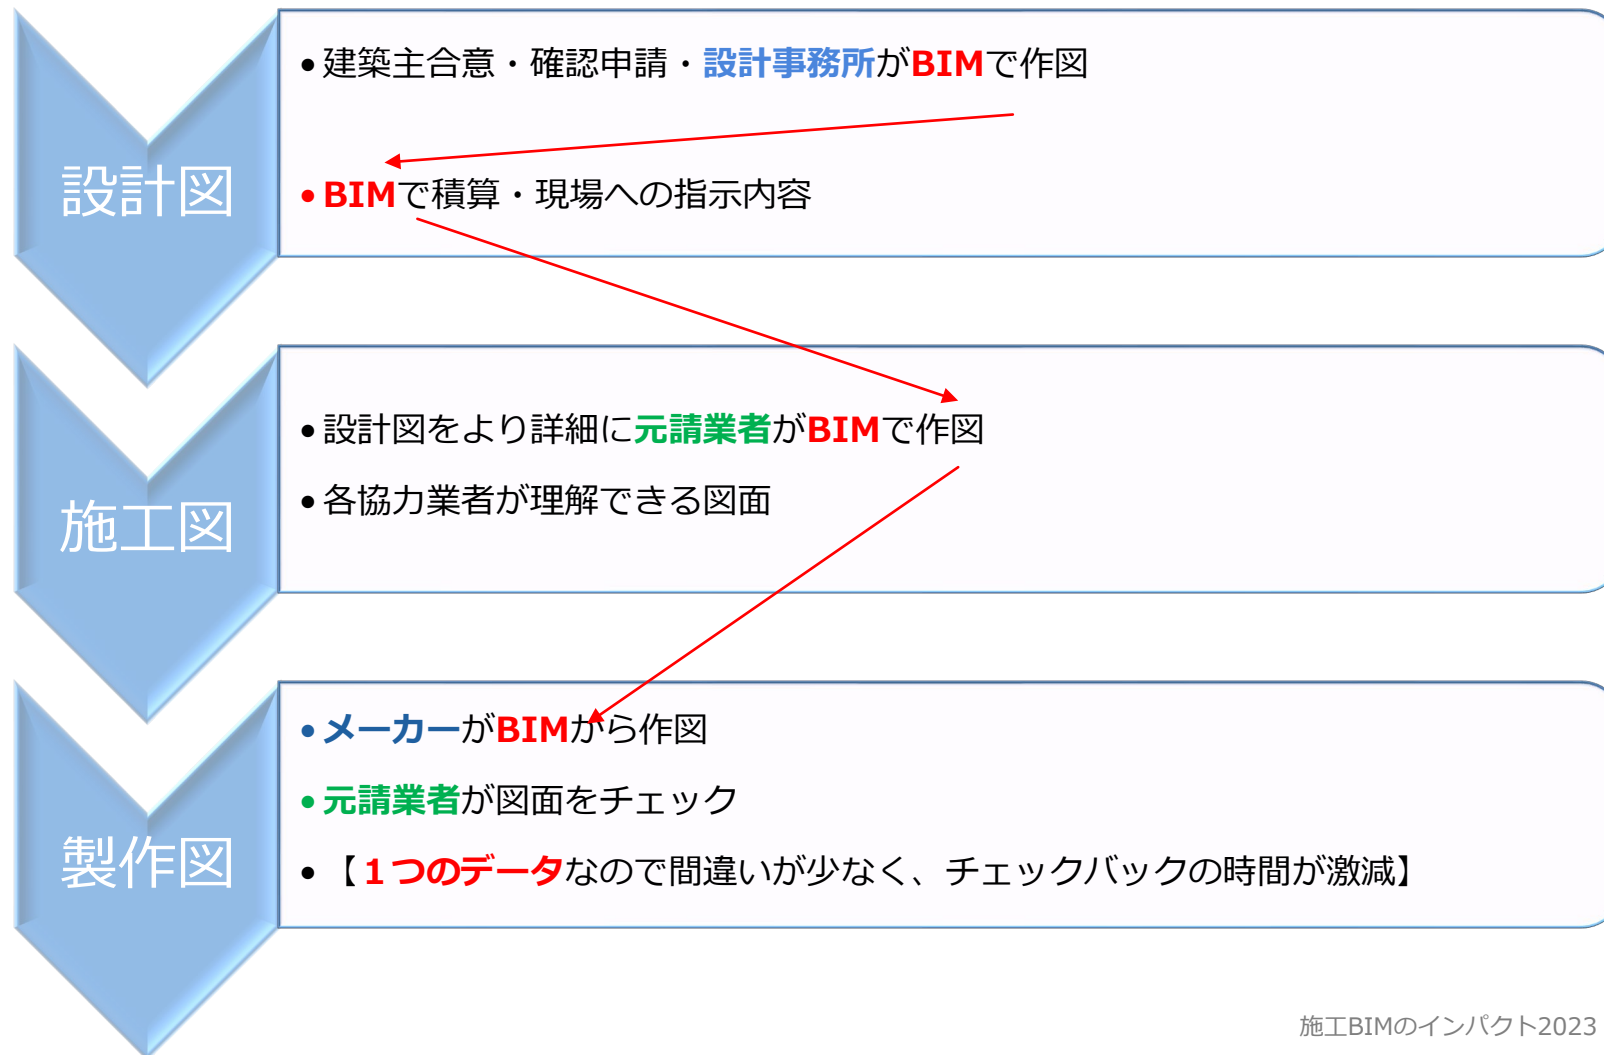 設計図
•建築主合意・確認申請・設計事務所がBIMで作図
•BIMで積算・現場への指示内容
施工図
•設計図をより詳細に元請業者がBIMで作図
•各協力業者が理解できる図面
製作図
•メーカーがBIMから作図
•元請業者が図面をチェック
•【１つのデータなので間違いが少なく、チェックバックの時間が激減】
施工BIMのインパクト2023